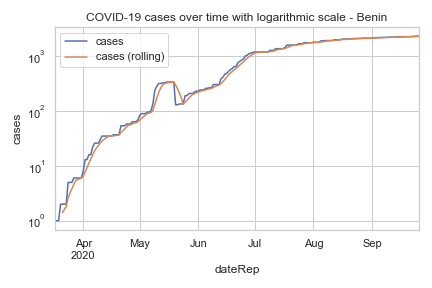 COVID-19 cases over time with logarithmic scale - Benin
cases
cases (rolling)
10³
10²
10¹
10⁰
cases
Apr May Jun Jul Aug Sep
2020
dateRep